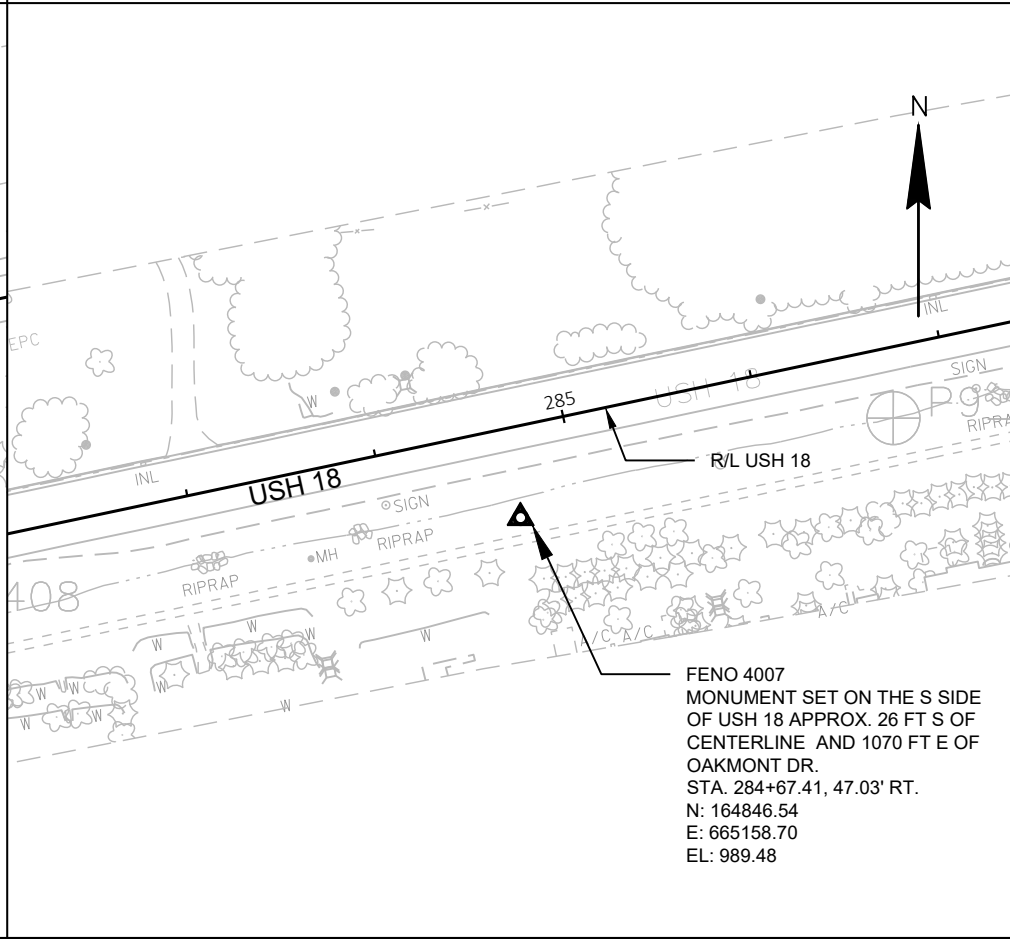 N
EPC
INL
SIGN
P9
RIPRA
USH 18
285
R/L USH 18
INL
USH 18
SIGN
RIPRAP
MH
RIPRAP
408
W
W
W
W
W
W
W
W
W
W
W
W
A/C
A/C
A/C
FENO 4007
MONUMENT SET ON THE S SIDE
OF USH 18 APPROX. 26 FT S OF
CENTERLINE AND 1070 FT E OF
OAKMONT DR.
STA. 284+67.41, 47.03' RT.
N: 164846.54
E: 665158.70
EL: 989.48